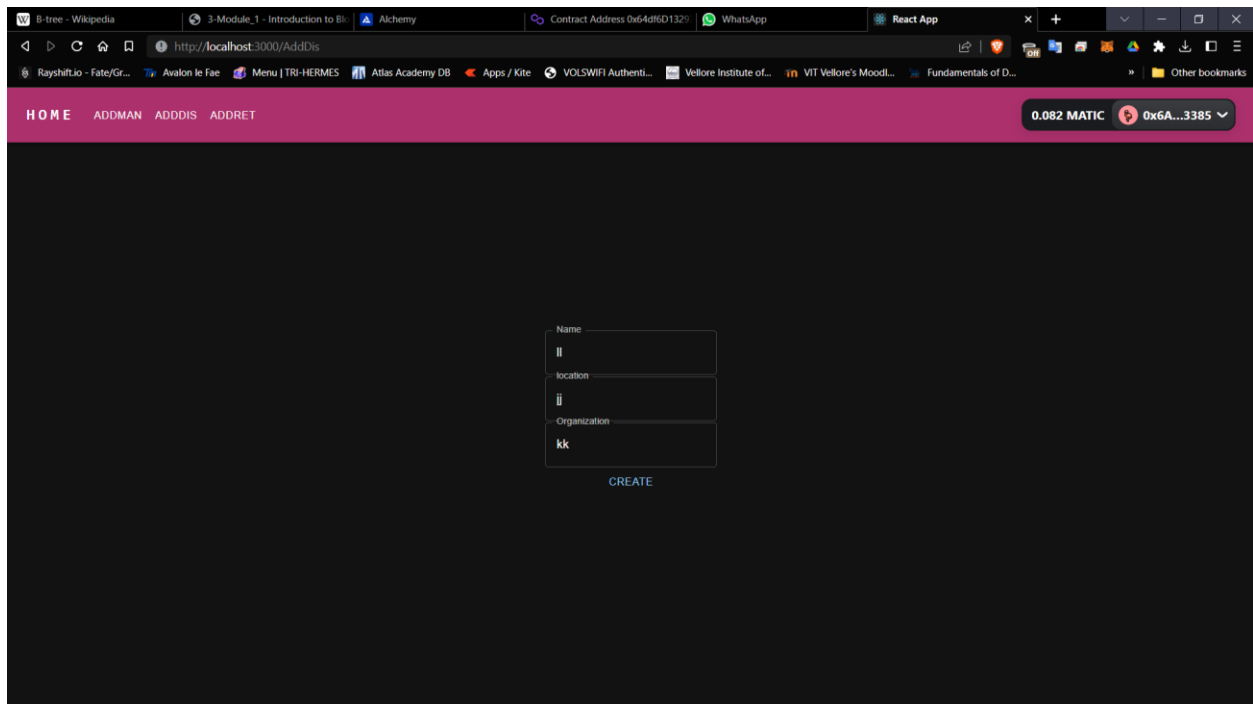 W B-tree - Wikipedia 3-Module_1 - Introduction to Blo Alchemy Contract Address 0x64df6D1329 WhatsApp React App
http://localhost:3000/AddDis
Off
Rayshift.io - Fate/Gr... Avalon le Fae Menu | TRI-HERMES Atlas Academy DB Apps / Kite VOLSWIFI Authenti... Vellore Institute of... VIT Vellore's Moodl... Fundamentals of D... » Other bookmarks
HOME ADDMAN ADDDIS ADDRET 0.082 MATIC 0x6A...3385
Name
ll
location
jj
Organization
kk
CREATE